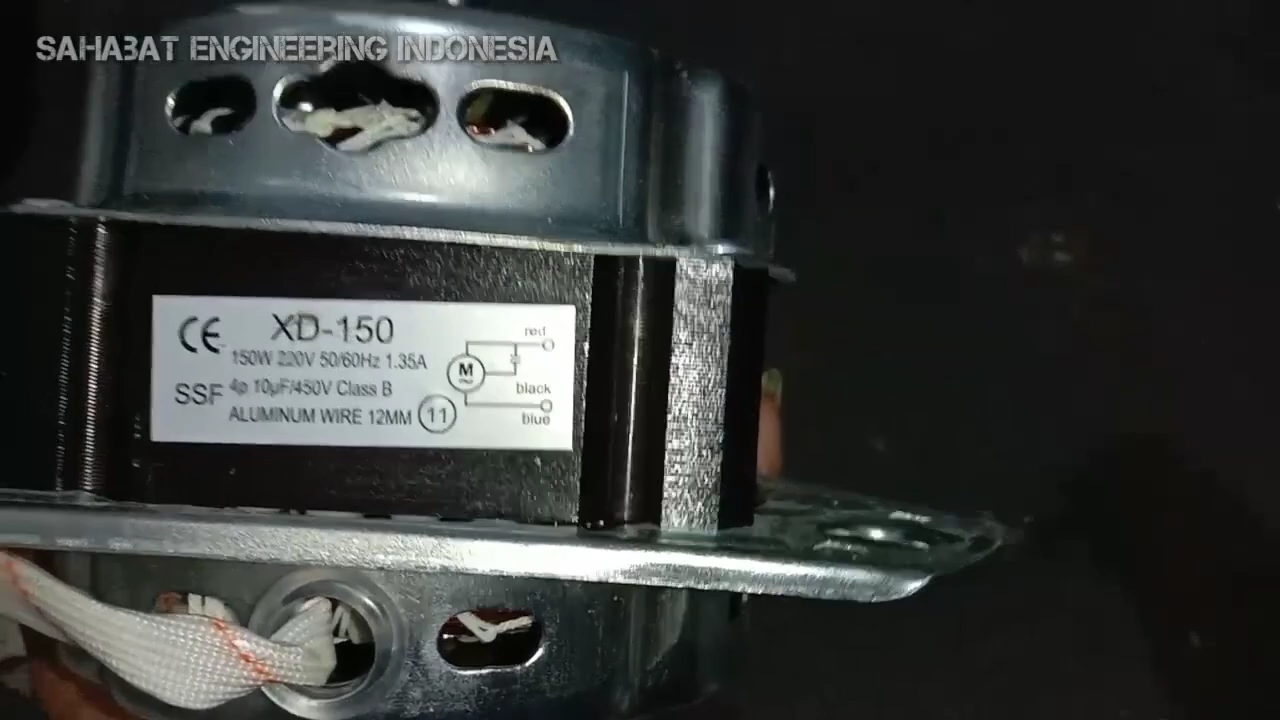 SAHABAT ENGINEERING INDONESIA
CE XD-150
150W 220V 50/60Hz 1.35A
SSF 4p 10µF/450V Class B
ALUMINUM WIRE 12MM 11
red
M
black
blue